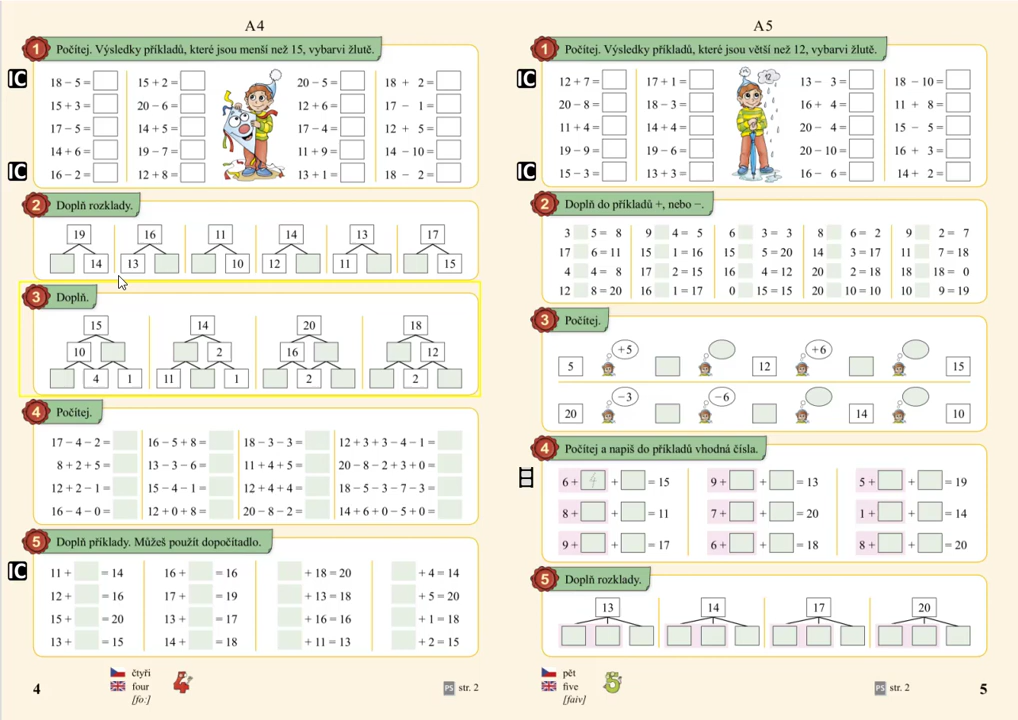 A4
1 Počítej. Výsledky příkladů, které jsou menší než 15, vybarvi žlutě.
18 − 5 = 15 + 2 = 20 − 5 = 18 + 2 =
15 + 3 = 20 − 6 = 12 + 6 = 17 − 1 =
17 − 5 = 14 + 5 = 17 − 4 = 12 + 5 =
14 + 6 = 19 − 7 = 11 + 9 = 14 − 10 =
16 − 2 = 12 + 8 = 13 + 1 = 18 − 2 =
IC
IC
2 Doplň rozklady.
19 16 11 14 13 17
14 13 10 12 11 15
3 Doplň.
15 14 20 18
10 2 16 12
4 1 11 1 2 2
4 Počítej.
17 − 4 − 2 = 16 − 5 + 8 = 18 − 3 − 3 = 12 + 3 + 3 − 4 − 1 =
8 + 2 + 5 = 13 − 3 − 6 = 11 + 4 + 5 = 20 − 8 − 2 + 3 + 0 =
12 + 2 − 1 = 15 − 4 − 1 = 12 + 4 + 4 = 18 − 5 − 3 − 7 − 3 =
16 − 4 − 0 = 12 + 0 + 8 = 20 − 8 − 2 = 14 + 6 + 0 − 5 + 0 =
5 Doplň příklady. Můžeš použít dopočítadlo.
IC
11 + = 14 16 + = 16 + 18 = 20 + 4 = 14
12 + = 16 17 + = 19 + 13 = 18 + 5 = 20
15 + = 20 13 + = 17 + 16 = 16 + 1 = 18
13 + = 15 14 + = 18 + 11 = 13 + 2 = 15
4
čtyři
four
[fo:]
4
PS str. 2
A5
1 Počítej. Výsledky příkladů, které jsou větší než 12, vybarvi žlutě.
12 + 7 = 17 + 1 = 13 − 3 = 18 − 10 =
20 − 8 = 18 − 3 = 16 + 4 = 11 + 8 =
11 + 4 = 14 + 4 = 20 − 4 = 15 − 5 =
19 − 9 = 19 − 6 = 20 − 10 = 16 + 3 =
15 − 3 = 13 + 3 = 16 − 6 = 14 + 2 =
12
IC
IC
2 Doplň do příkladů +, nebo −.
3 5 = 8 9 4 = 5 6 3 = 3 8 6 = 2 9 2 = 7
17 6 = 11 15 1 = 16 15 5 = 20 14 3 = 17 11 7 = 18
4 4 = 8 17 2 = 15 16 4 = 12 20 2 = 18 18 18 = 0
12 8 = 20 16 1 = 17 0 15 = 15 20 10 = 10 10 9 = 19
3 Počítej.
5 +5 12 +6 15
20 −3 −6 14 10
4 Počítej a napiš do příkladů vhodná čísla.
6 + 4 + = 15 9 + + = 13 5 + + = 19
8 + + = 11 7 + + = 20 1 + + = 14
9 + + = 17 6 + + = 18 8 + + = 20
5 Doplň rozklady.
13 14 17 20
pět
five
[faiv]
5
PS str. 2
5